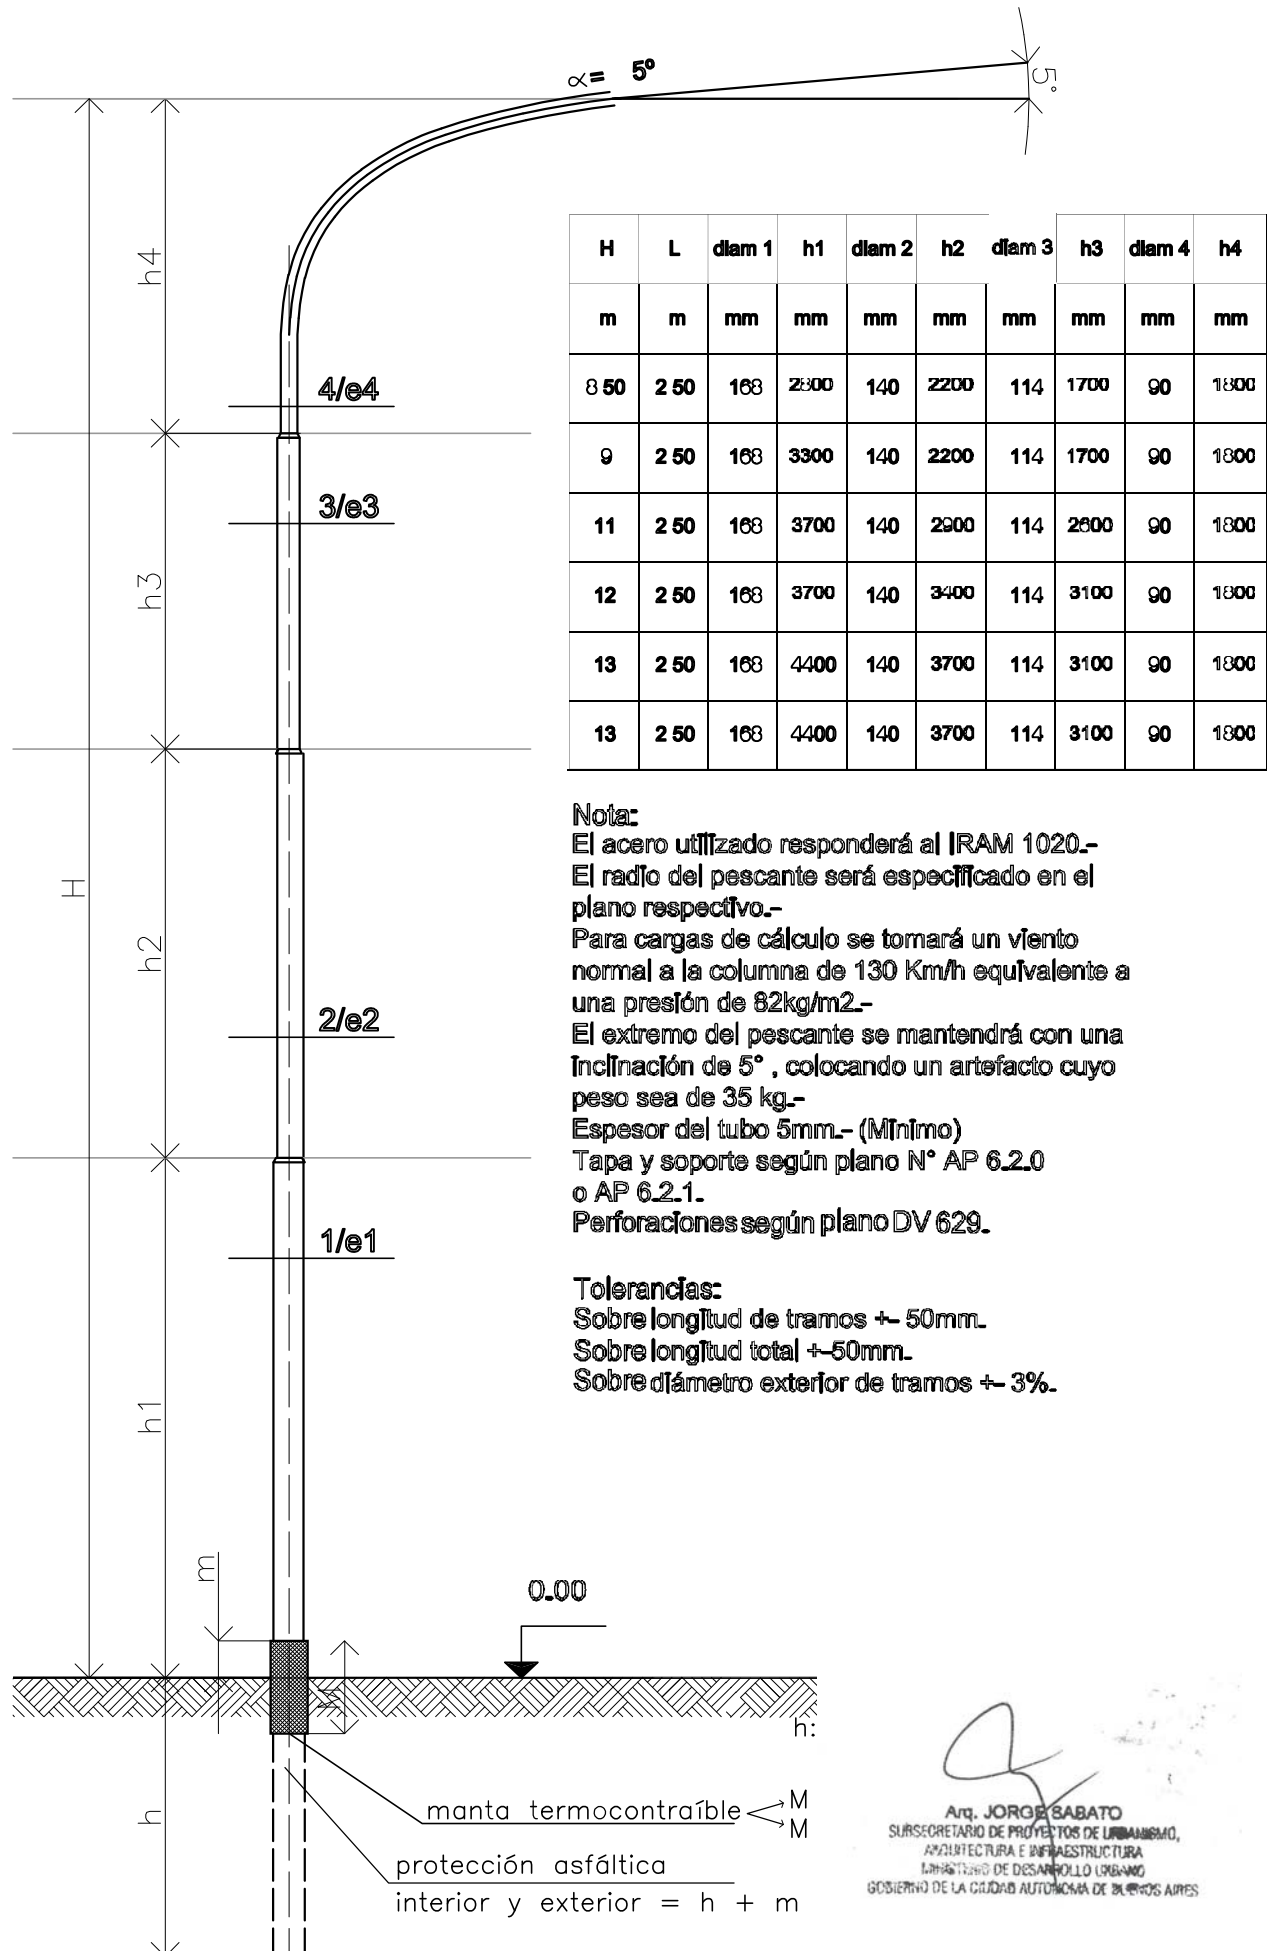 α= 5°
5°
h4
4/e4
3/e3
h3
H
h2
2/e2
1/e1
h1
m
M
h
H L diam 1 h1 diam 2 h2 diam 3 h3 diam 4 h4
m m mm mm mm mm mm mm mm mm
8 50 2 50 168 2800 140 2200 114 1700 90 1800
9 2 50 168 3300 140 2200 114 1700 90 1800
11 2 50 168 3700 140 2900 114 2600 90 1800
12 2 50 168 3700 140 3400 114 3100 90 1800
13 2 50 168 4400 140 3700 114 3100 90 1800
13 2 50 168 4400 140 3700 114 3100 90 1800
Nota:
El acero utilizado responderá al IRAM 1020.-
El radio del pescante será especificado en el
plano respectivo.-
Para cargas de cálculo se tomará un viento
normal a la columna de 130 Km/h equivalente a
una presión de 82kg/m2.-
El extremo del pescante se mantendrá con una
inclinación de 5° , colocando un artefacto cuyo
peso sea de 35 kg.-
Espesor del tubo 5mm.- (Mínimo)
Tapa y soporte según plano N° AP 6.2.0
o AP 6.2.1.
Perforaciones según plano DV 629.
Tolerancias:
Sobre longitud de tramos +- 50mm.
Sobre longitud total +-50mm.
Sobre diámetro exterior de tramos +- 3%.
0.00
h:
manta termocontraíble M
M
protección asfáltica
interior y exterior = h + m
Arq. JORGE SABATO
SUBSECRETARIO DE PROYECTOS DE URBANISMO,
ARQUITECTURA E INFRAESTRUCTURA
MINISTERIO DE DESARROLLO URBANO
GOBIERNO DE LA CIUDAD AUTONOMA DE BUENOS AIRES